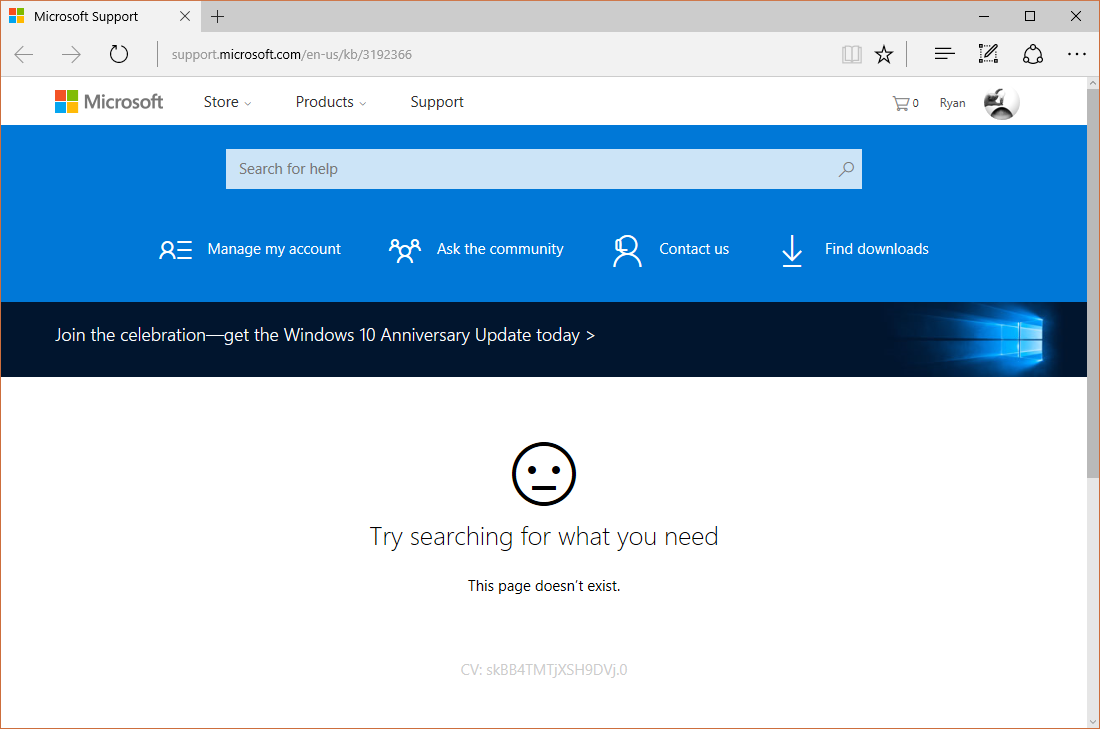 Microsoft Support
support.microsoft.com/en-us/kb/3192366
Microsoft Store Products Support 0 Ryan
Search for help
Manage my account Ask the community Contact us Find downloads
Join the celebration—get the Windows 10 Anniversary Update today >
Try searching for what you need
This page doesn't exist.
CV: skBB4TMTjXSH9DVj.0